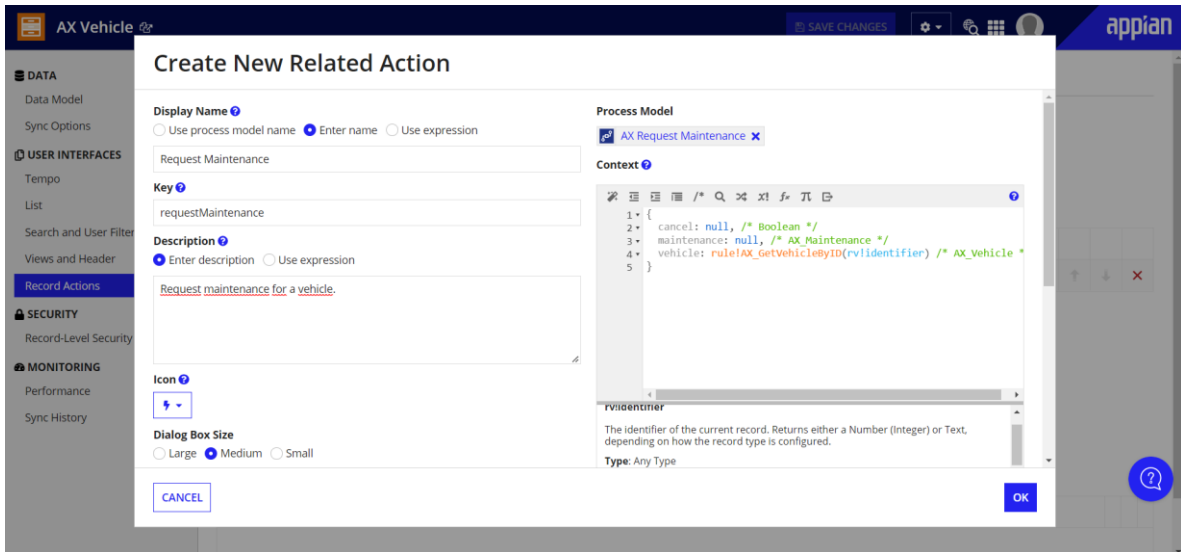 AX Vehicle
SAVE CHANGES
appian
DATA
Data Model
Sync Options
USER INTERFACES
Tempo
List
Search and User Filter
Views and Header
Record Actions
SECURITY
Record-Level Security
MONITORING
Performance
Sync History
Create New Related Action
Display Name
Use process model name Enter name Use expression
Request Maintenance
Key
requestMaintenance
Description
Enter description Use expression
Request maintenance for a vehicle.
Icon
Dialog Box Size
Large Medium Small
Process Model
AX Request Maintenance
Context
1 {
2 cancel: null, /* Boolean */
3 maintenance: null, /* AX_Maintenance */
4 vehicle: rule!AX_GetVehicleByID(rv!identifier) /* AX_Vehicle *
5 }
rv!identifier
The identifier of the current record. Returns either a Number (Integer) or Text,
depending on how the record type is configured.
Type: Any Type
CANCEL
OK